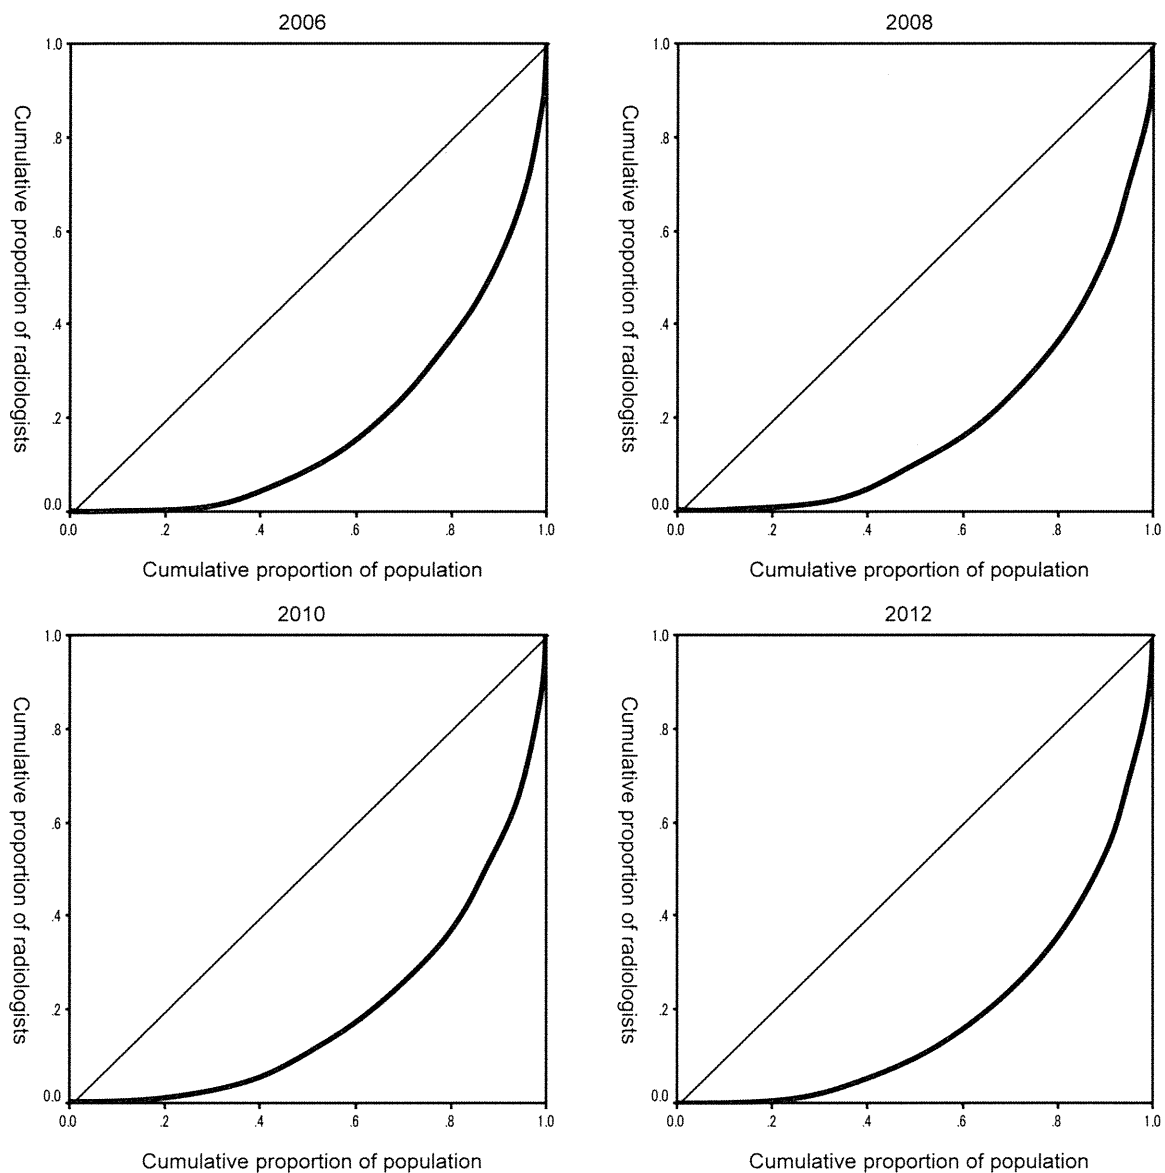 2006
1.0
.8
.6
.4
.2
0.0
0.0 .2 .4 .6 .8 1.0
Cumulative proportion of radiologists
Cumulative proportion of population
2008
1.0
.8
.6
.4
.2
0.0
0.0 .2 .4 .6 .8 1.0
Cumulative proportion of radiologists
Cumulative proportion of population
2010
1.0
.8
.6
.4
.2
0.0
0.0 .2 .4 .6 .8 1.0
Cumulative proportion of radiologists
Cumulative proportion of population
2012
1.0
.8
.6
.4
.2
0.0
0.0 .2 .4 .6 .8 1.0
Cumulative proportion of radiologists
Cumulative proportion of population